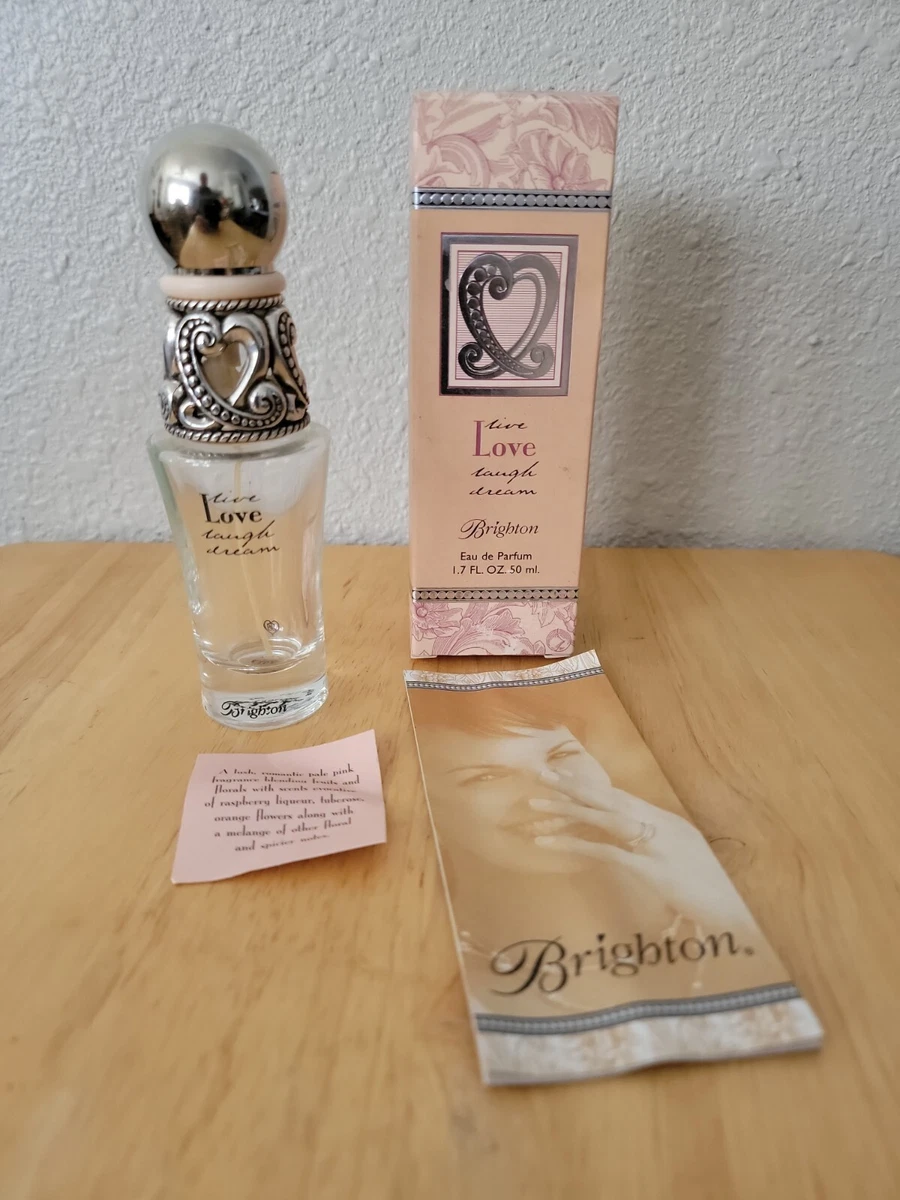 live
Love
laugh
dream
Brighton
live
Love
laugh
dream
Brighton
Eau de Parfum
1.7 FL. OZ. 50 ml.
A lush, romantic pale pink
fragrance blending fruits and
florals with scents evocative
of raspberry liqueur, tuberose,
orange flowers along with
a melange of other floral
and spicier notes.
Brighton®